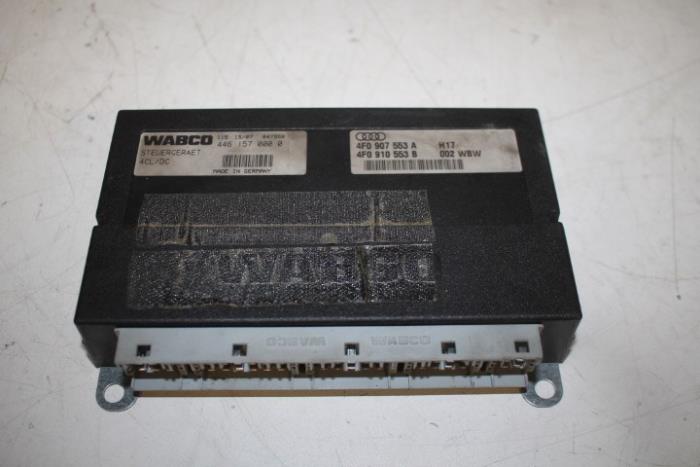 WABCO
446 157 000 0
STEUERGERAET
4CL/DC
MADE IN GERMANY
4F0 907 553 A H17
4F0 910 553 B 002 WBW
WABCO
WABCO
WABCO